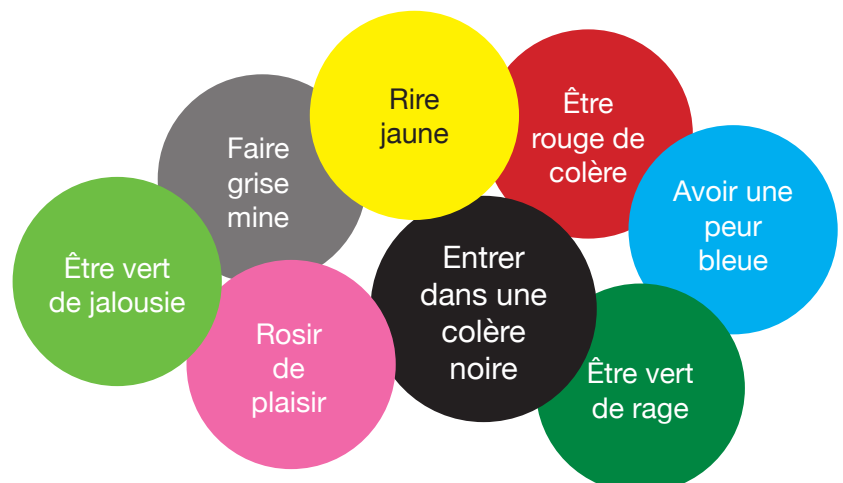 Rire
jaune
Être
rouge de
colère
Faire
grise
mine
Avoir une
peur
bleue
Être vert
de jalousie
Entrer
dans une
colère
noire
Rosir
de
plaisir
Être vert
de rage